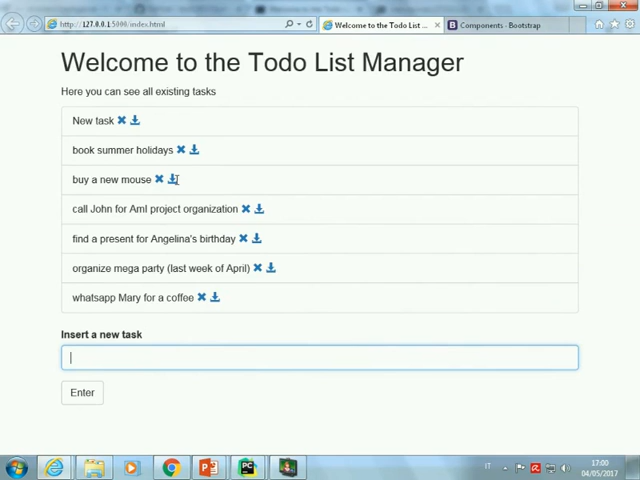 http://127.0.0.1:5000/index.html
Welcome to the Todo List ...
Components - Bootstrap
Welcome to the Todo List Manager
Here you can see all existing tasks
New task
book summer holidays
buy a new mouse
call John for AmI project organization
find a present for Angelina's birthday
organize mega party (last week of April)
whatsapp Mary for a coffee
Insert a new task
Enter
IT
17:00
04/05/2017